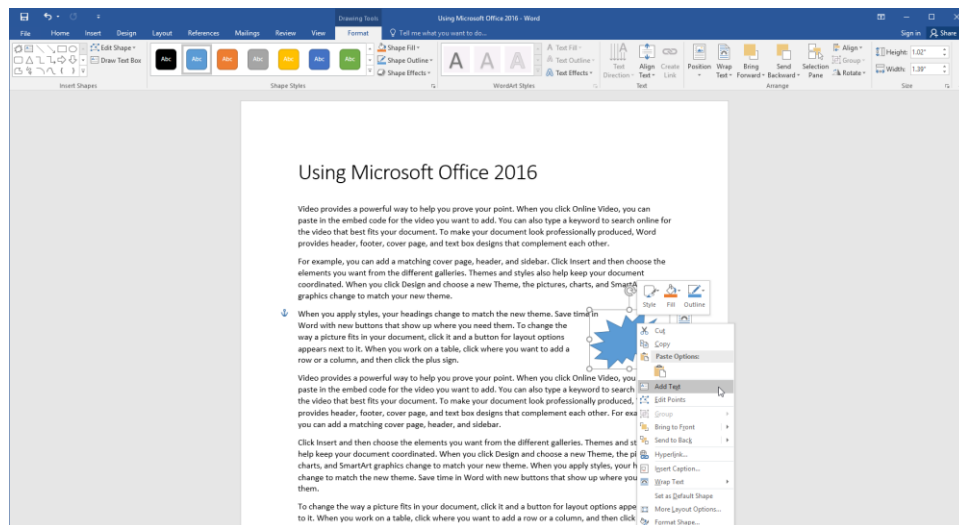 Drawing Tools
Using Microsoft Office 2016 - Word
File Home Insert Design Layout References Mailings Review View Format Tell me what you want to do... Sign in Share
Edit Shape
Draw Text Box
Insert Shapes
Abc Abc Abc Abc Abc Abc Abc
Shape Fill
Shape Outline
Shape Effects
Shape Styles
A A A
Text Fill
Text Outline
Text Effects
WordArt Styles
Text Direction
Align Text
Create Link
Text
Position
Wrap Text
Bring Forward
Send Backward
Selection Pane
Align
Group
Rotate
Arrange
Height: 1.02"
Width: 1.39"
Size
Using Microsoft Office 2016
Video provides a powerful way to help you prove your point. When you click Online Video, you can
paste in the embed code for the video you want to add. You can also type a keyword to search online for
the video that best fits your document. To make your document look professionally produced, Word
provides header, footer, cover page, and text box designs that complement each other.
For example, you can add a matching cover page, header, and sidebar. Click Insert and then choose the
elements you want from the different galleries. Themes and styles also help keep your document
coordinated. When you click Design and choose a new Theme, the pictures, charts, and SmartA
graphics change to match your new theme.
When you apply styles, your headings change to match the new theme. Save time in
Word with new buttons that show up where you need them. To change the
way a picture fits in your document, click it and a button for layout options
appears next to it. When you work on a table, click where you want to add a
row or a column, and then click the plus sign.
Video provides a powerful way to help you prove your point. When you click Online Video, you
paste in the embed code for the video you want to add. You can also type a keyword to search
the video that best fits your document. To make your document look professionally produced,
provides header, footer, cover page, and text box designs that complement each other. For exa
you can add a matching cover page, header, and sidebar.
Click Insert and then choose the elements you want from the different galleries. Themes and st
help keep your document coordinated. When you click Design and choose a new Theme, the pi
charts, and SmartArt graphics change to match your new theme. When you apply styles, your h
change to match the new theme. Save time in Word with new buttons that show up where you
them.
To change the way a picture fits in your document, click it and a button for layout options appe
to it. When you work on a table, click where you want to add a row or a column, and then click
Style Fill Outline
Cut
Copy
Paste Options:
Add Text
Edit Points
Group
Bring to Front
Send to Back
Hyperlink...
Insert Caption...
Wrap Text
Set as Default Shape
More Layout Options...
Format Shape...